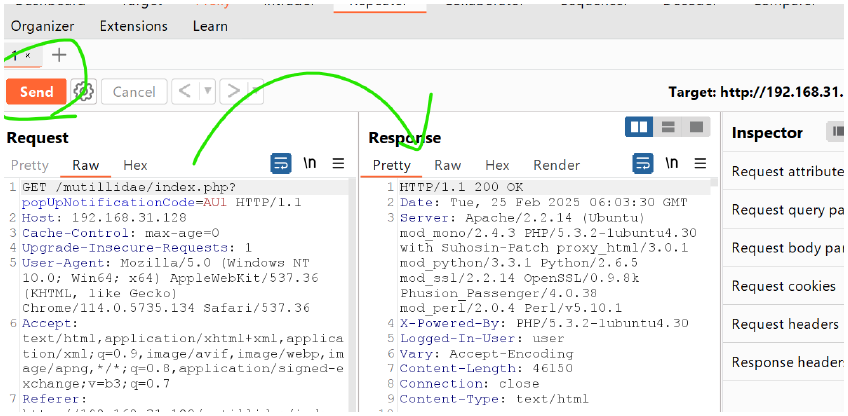 Organizer Extensions Learn
1 ×
Send Cancel
Target: http://192.168.31.
Request
Response
Inspector
Pretty Raw Hex \n
Pretty Raw Hex Render \n
1 GET /mutillidae/index.php?
popUpNotificationCode=AU1 HTTP/1.1
2 Host: 192.168.31.128
3 Cache-Control: max-age=0
4 Upgrade-Insecure-Requests: 1
5 User-Agent: Mozilla/5.0 (Windows NT
10.0; Win64; x64) AppleWebKit/537.36
(KHTML, like Gecko)
Chrome/114.0.5735.134 Safari/537.36
6 Accept:
text/html,application/xhtml+xml,applica
tion/xml;q=0.9,image/avif,image/webp,im
age/apng,*/*;q=0.8,application/signed-e
xchange;v=b3;q=0.7
7 Referer:
1 HTTP/1.1 200 OK
2 Date: Tue, 25 Feb 2025 06:03:30 GMT
3 Server: Apache/2.2.14 (Ubuntu)
mod_mono/2.4.3 PHP/5.3.2-1ubuntu4.30
with Suhosin-Patch proxy_html/3.0.1
mod_python/3.3.1 Python/2.6.5
mod_ssl/2.2.14 OpenSSL/0.9.8k
Phusion_Passenger/4.0.38
mod_perl/2.0.4 Perl/v5.10.1
4 X-Powered-By: PHP/5.3.2-1ubuntu4.30
5 Logged-In-User: user
6 Vary: Accept-Encoding
7 Content-Length: 46150
8 Connection: close
9 Content-Type: text/html
Request attribute
Request query pa
Request body par
Request cookies
Request headers
Response headers